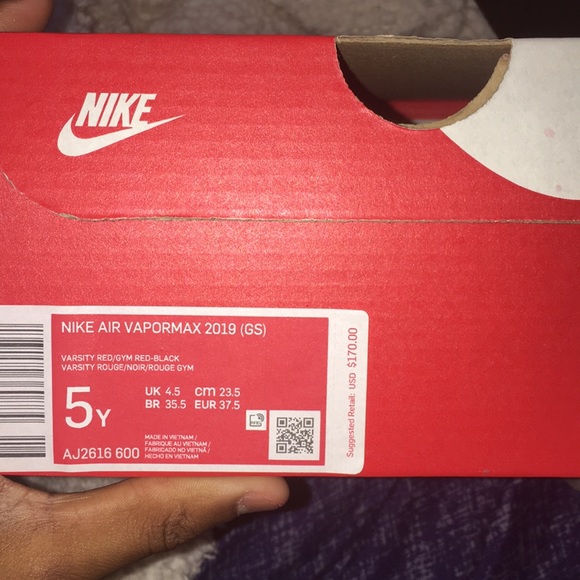 NIKE
NIKE AIR VAPORMAX 2019 (GS)
VARSITY RED/GYM RED-BLACK
VARSITY ROUGE/NOIR/ROUGE GYM
5Y
UK 4.5 cm 23.5
BR 35.5 EUR 37.5
AJ2616 600
MADE IN VIETNAM /
FABRIQUE AU VIETNAM /
FABRICADO NO VIETNÃ /
HECHO EN VIETNAM
Suggested Retail: USD $170.00